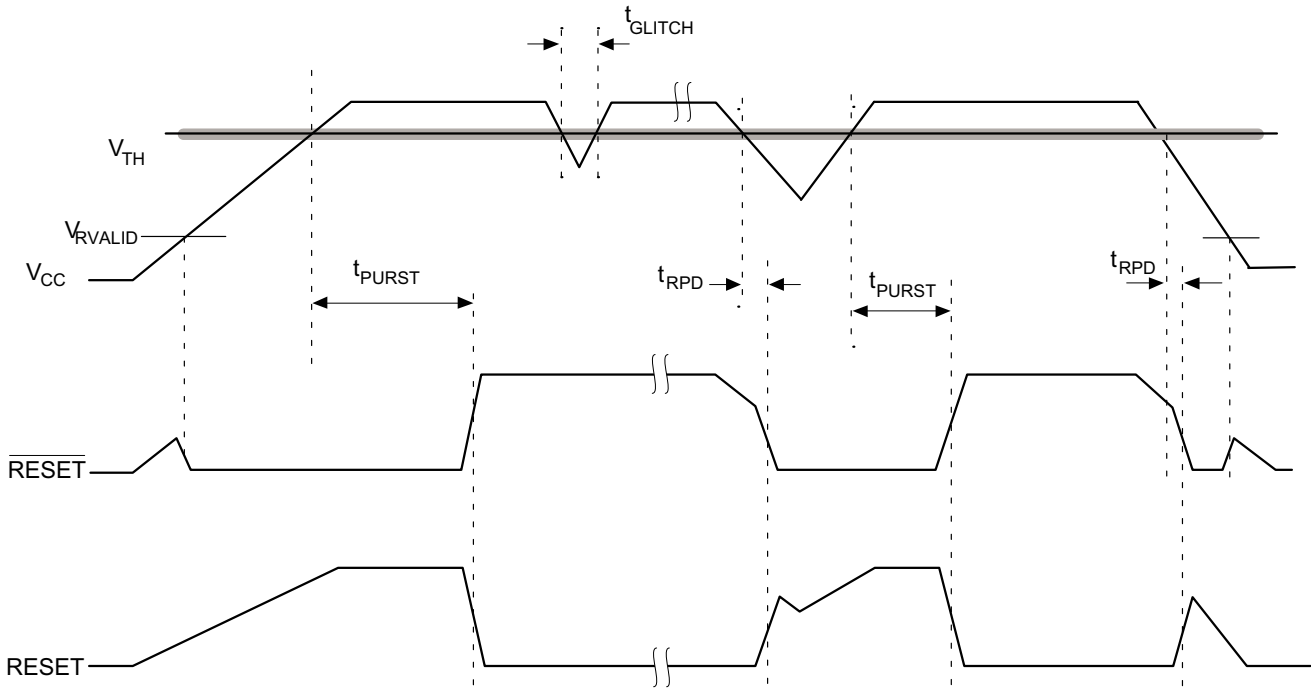 tGLITCH
VTH
VRVALID
VCC
tPURST
tRPD
tPURST
tRPD
RESET
RESET